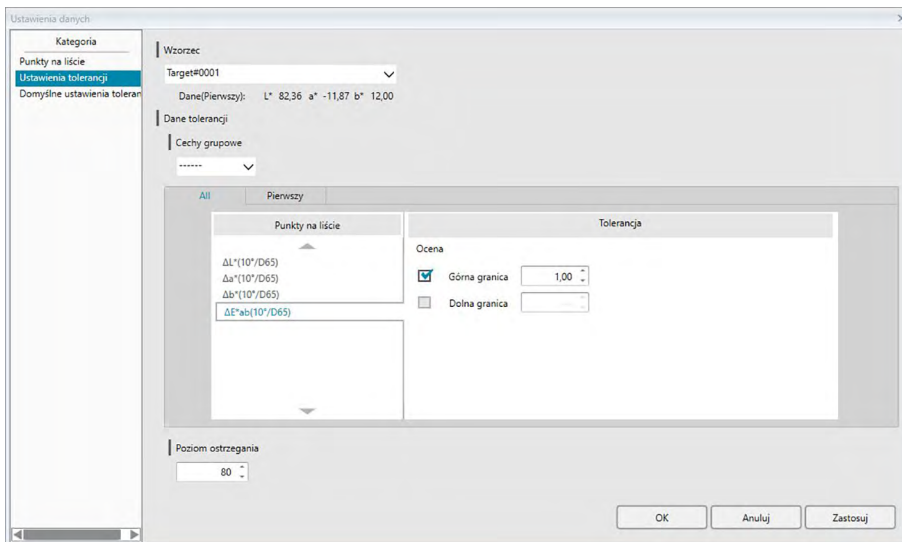 Ustawienia danych
Kategoria
Punkty na liście
Ustawienia tolerancji
Domyślne ustawienia toleran
Wzorzec
Target#0001
Dane(Pierwszy): L* 82,36 a* -11,87 b* 12,00
Dane tolerancji
Cechy grupowe
------
All Pierwszy
Punkty na liście
ΔL*(10°/D65)
Δa*(10°/D65)
Δb*(10°/D65)
ΔE*ab(10°/D65)
Tolerancja
Ocena
Górna granica 1,00
Dolna granica
Poziom ostrzegania
80
OK Anuluj Zastosuj